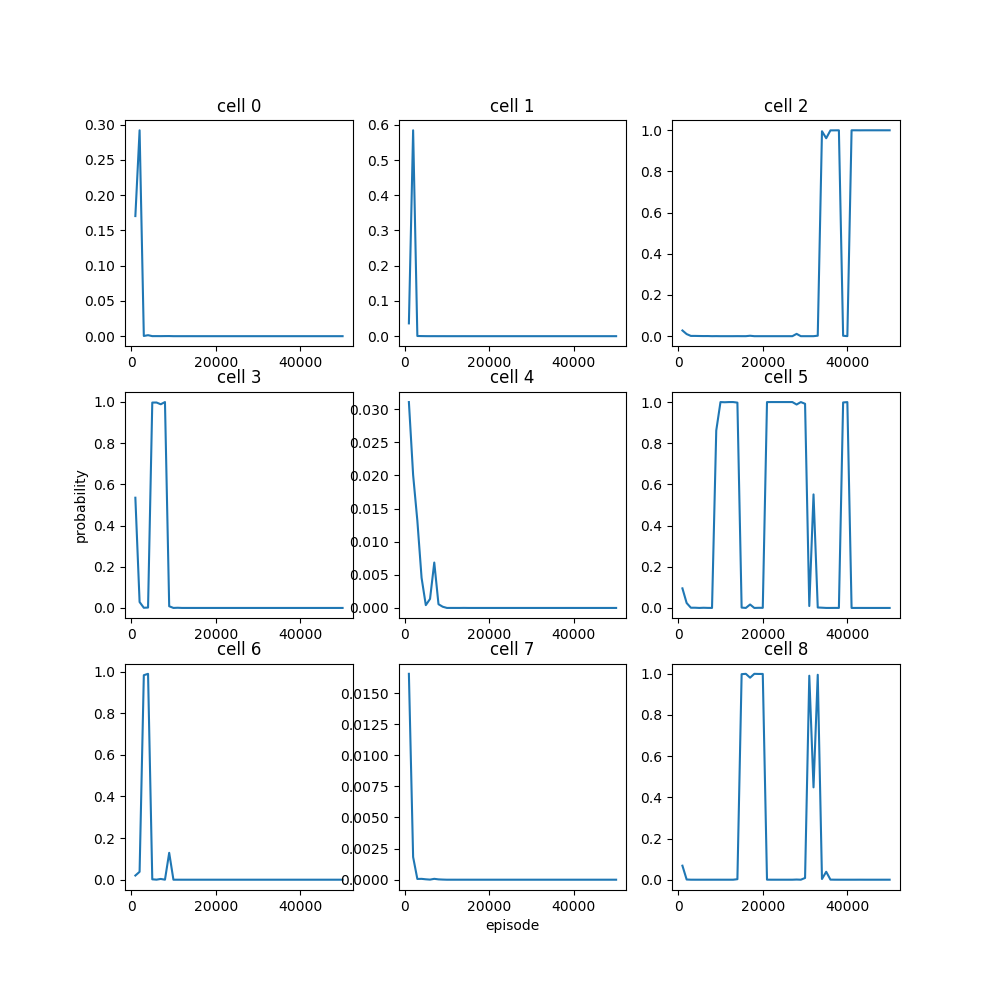 cell 0
cell 1
cell 2
0.30
0.25
0.20
0.15
0.10
0.05
0.00
0.6
0.5
0.4
0.3
0.2
0.1
0.0
1.0
0.8
0.6
0.4
0.2
0.0
0 20000 40000
0 20000 40000
0 20000 40000
cell 3
cell 4
cell 5
probability
1.0
0.8
0.6
0.4
0.2
0.0
0.030
0.025
0.020
0.015
0.010
0.005
0.000
1.0
0.8
0.6
0.4
0.2
0.0
0 20000 40000
0 20000 40000
0 20000 40000
cell 6
cell 7
cell 8
1.0
0.8
0.6
0.4
0.2
0.0
0.0150
0.0125
0.0100
0.0075
0.0050
0.0025
0.0000
1.0
0.8
0.6
0.4
0.2
0.0
0 20000 40000
0 20000 40000
0 20000 40000
episode